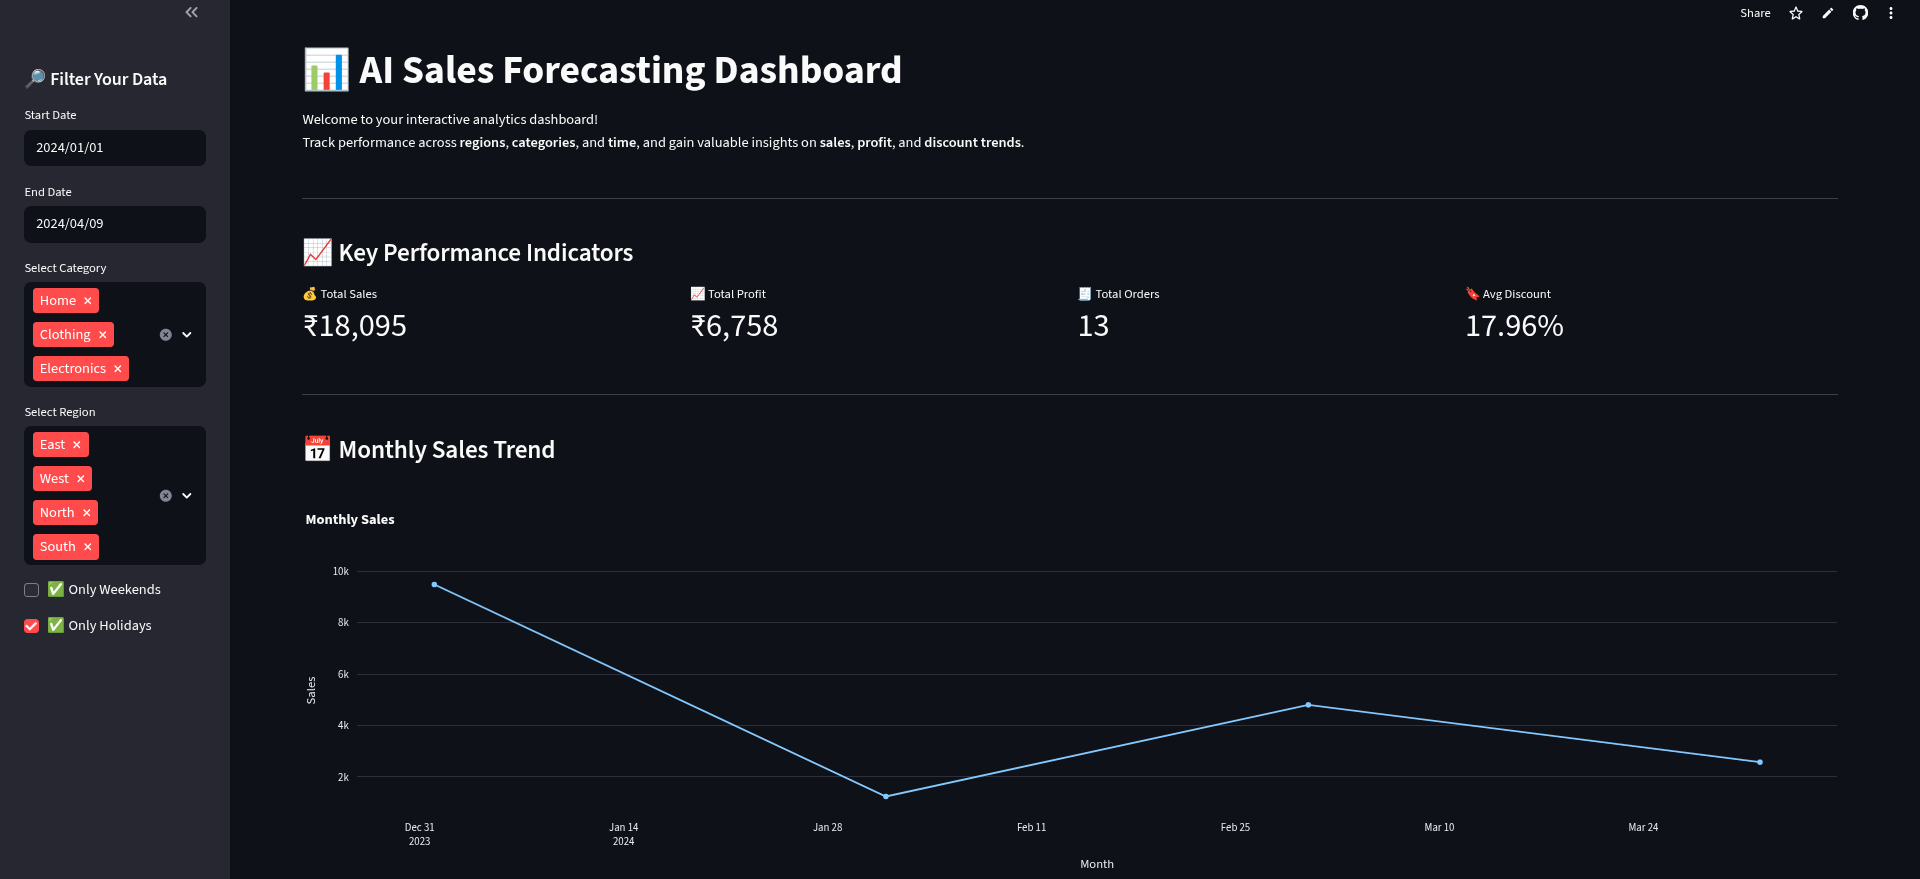 Share
🔎 Filter Your Data
Start Date
2024/01/01
End Date
2024/04/09
Select Category
Home
Clothing
Electronics
Select Region
East
West
North
South
✅ Only Weekends
✅ Only Holidays
📊 AI Sales Forecasting Dashboard
Welcome to your interactive analytics dashboard!
Track performance across regions, categories, and time, and gain valuable insights on sales, profit, and discount trends.
📈 Key Performance Indicators
💰 Total Sales
₹18,095
📈 Total Profit
₹6,758
🧾 Total Orders
13
🔖 Avg Discount
17.96%
📅 Monthly Sales Trend
Monthly Sales
10k
8k
6k
4k
2k
Sales
Dec 31
2023
Jan 14
2024
Jan 28
Feb 11
Feb 25
Mar 10
Mar 24
Month